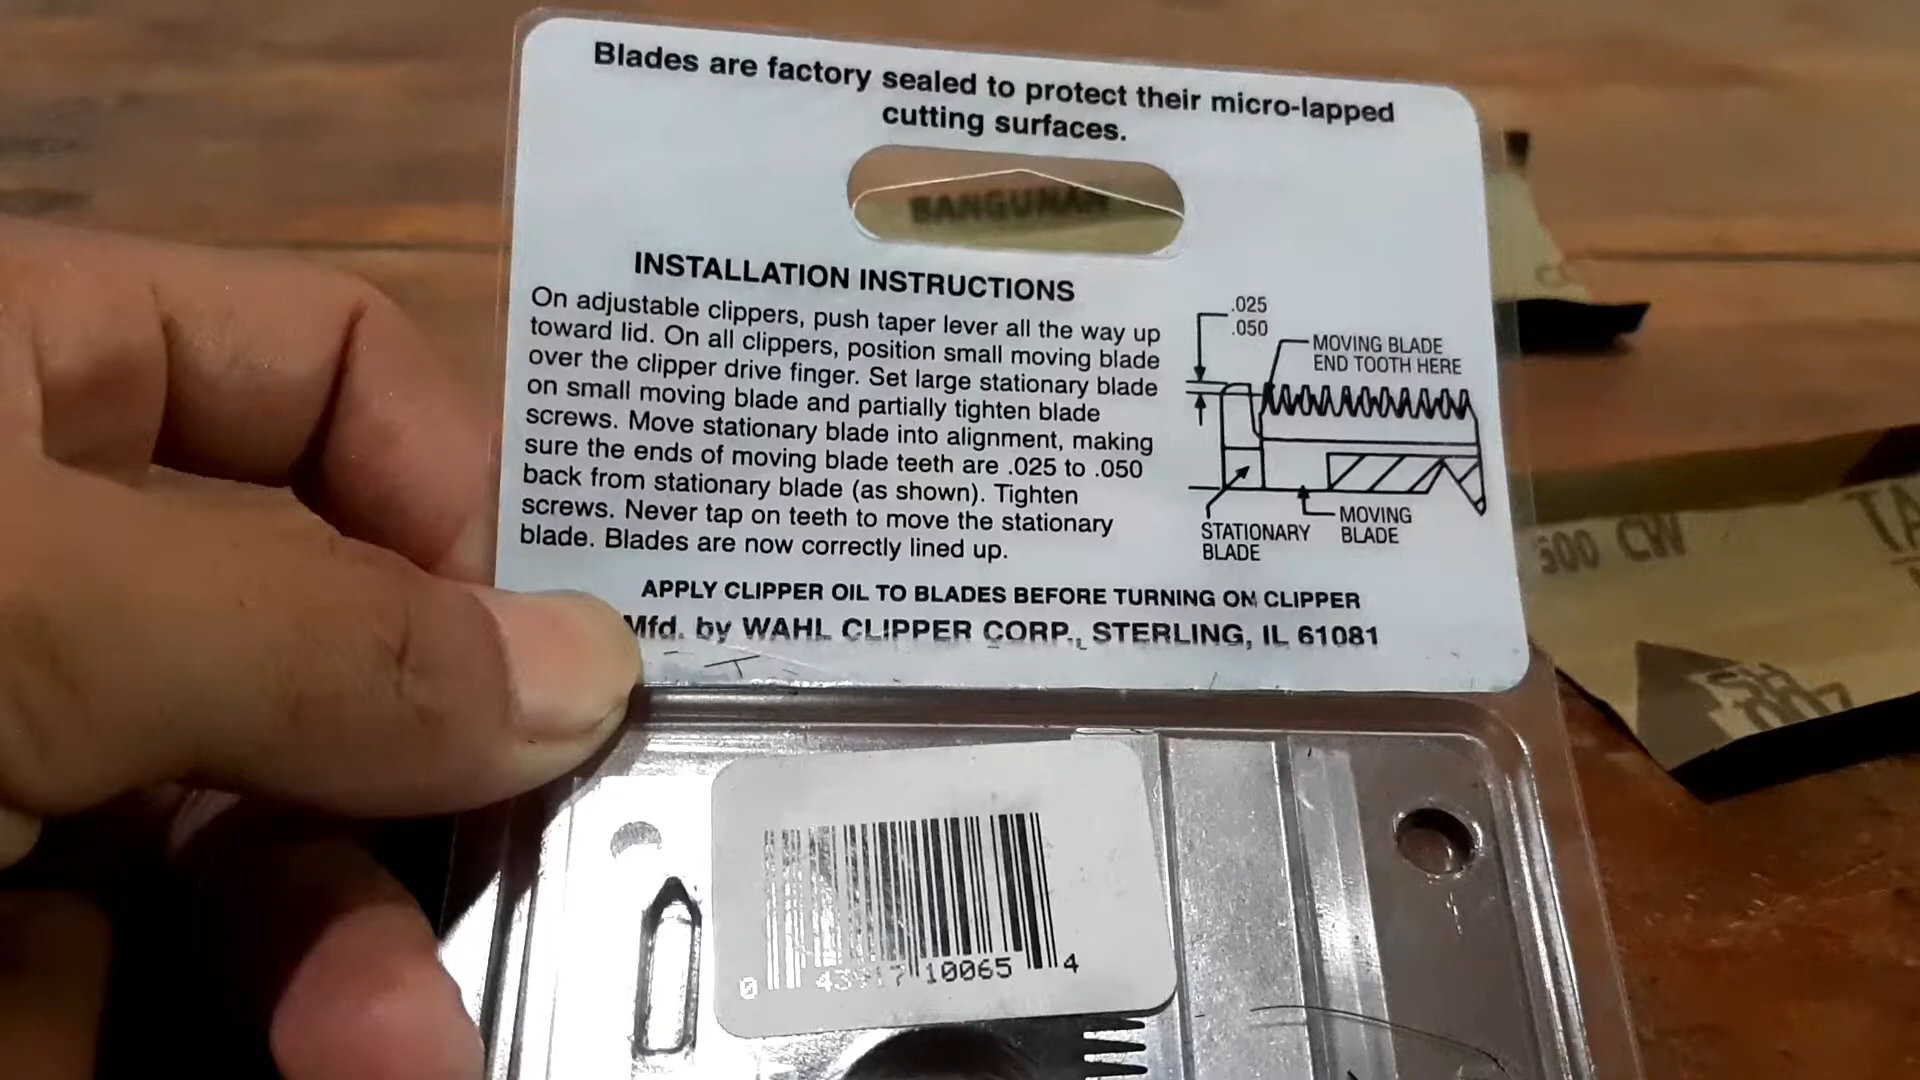 Blades are factory sealed to protect their micro-lapped
cutting surfaces.
BANGUNAN
INSTALLATION INSTRUCTIONS
On adjustable clippers, push taper lever all the way up
toward lid. On all clippers, position small moving blade
over the clipper drive finger. Set large stationary blade
on small moving blade and partially tighten blade
screws. Move stationary blade into alignment, making
sure the ends of moving blade teeth are .025 to .050
back from stationary blade (as shown). Tighten
screws. Never tap on teeth to move the stationary
blade. Blades are now correctly lined up.
.025
.050
MOVING BLADE
END TOOTH HERE
STATIONARY
BLADE
MOVING
BLADE
APPLY CLIPPER OIL TO BLADES BEFORE TURNING ON CLIPPER
Mfd. by WAHL CLIPPER CORP., STERLING, IL 61081
CW
0 10065 4